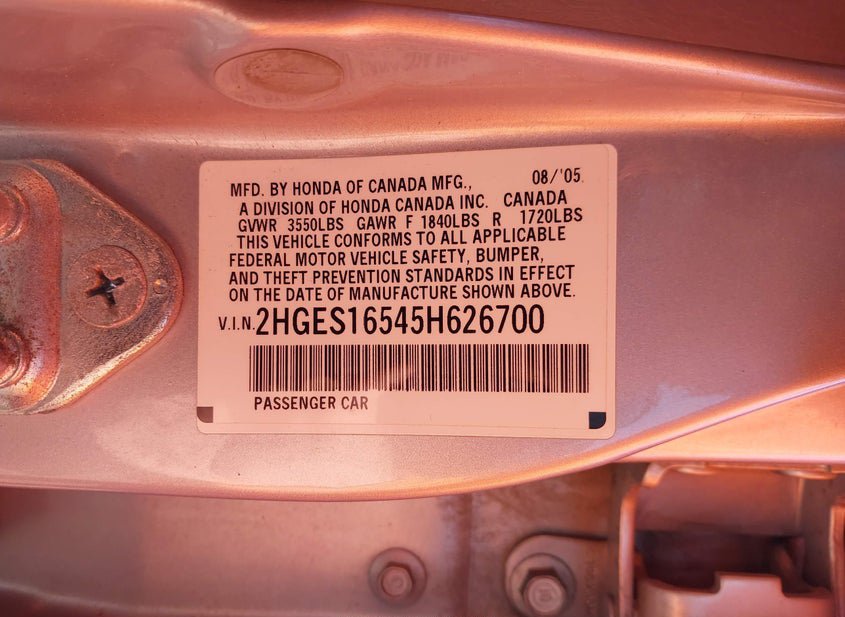 MFD. BY HONDA OF CANADA MFG., 08/'05
A DIVISION OF HONDA CANADA INC. CANADA
GVWR 3550LBS GAWR F 1840LBS R 1720LBS
THIS VEHICLE CONFORMS TO ALL APPLICABLE
FEDERAL MOTOR VEHICLE SAFETY, BUMPER,
AND THEFT PREVENTION STANDARDS IN EFFECT
ON THE DATE OF MANUFACTURE SHOWN ABOVE.
V.I.N. 2HGES16545H626700
PASSENGER CAR